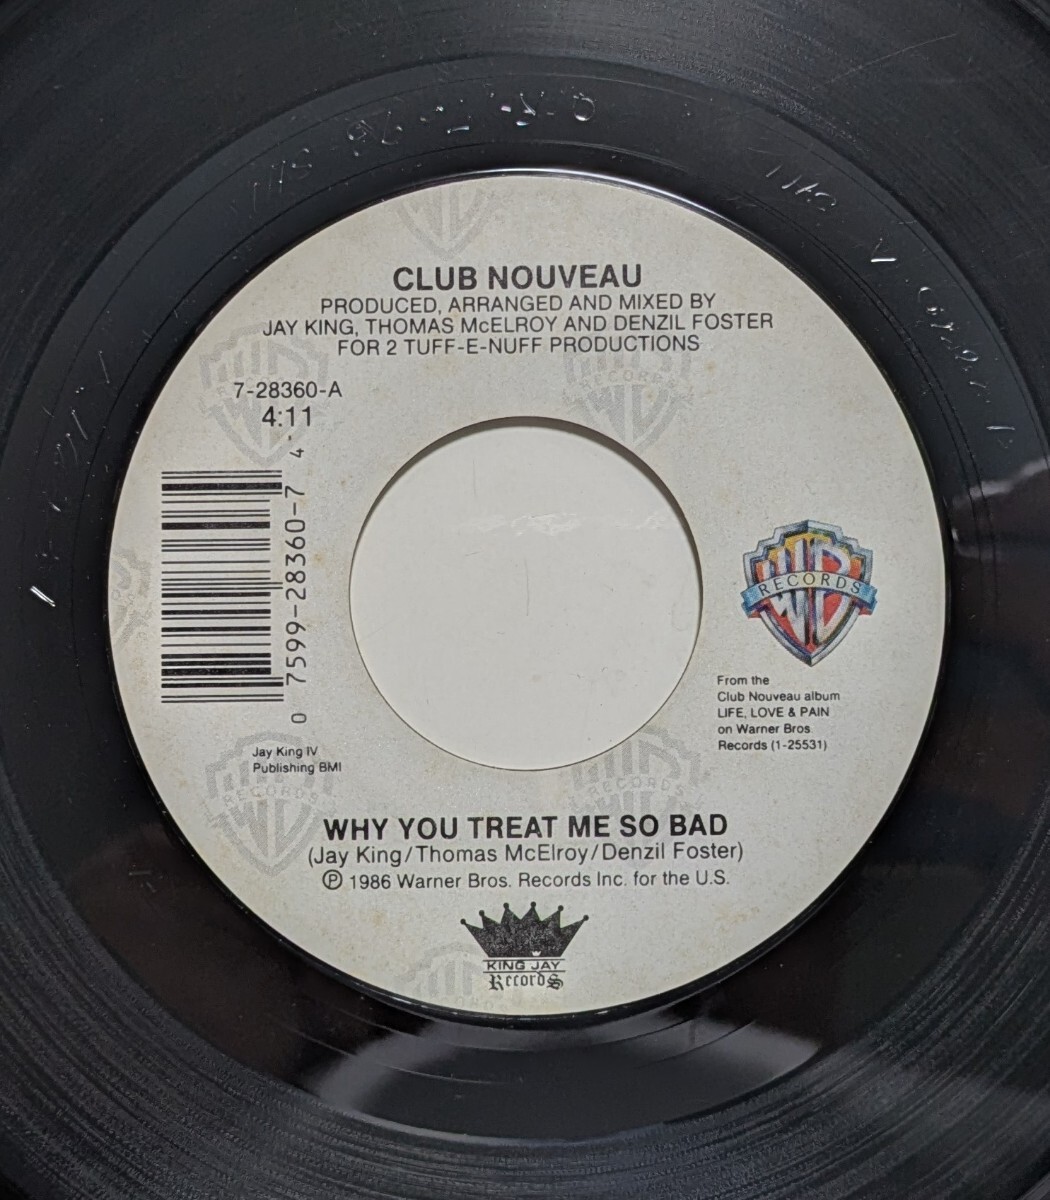 CLUB NOUVEAU
PRODUCED, ARRANGED AND MIXED BY
JAY KING, THOMAS McELROY AND DENZIL FOSTER
FOR 2 TUFF-E-NUFF PRODUCTIONS
7-28360-A
4:11
0 7599-28360-7 4
RECORDS
From the
Club Nouveau album
LIFE, LOVE & PAIN
on Warner Bros.
Records (1-25531)
Jay King IV
Publishing BMI
WHY YOU TREAT ME SO BAD
(Jay King/Thomas McElroy/Denzil Foster)
℗ 1986 Warner Bros. Records Inc. for the U.S.
KING JAY
Records